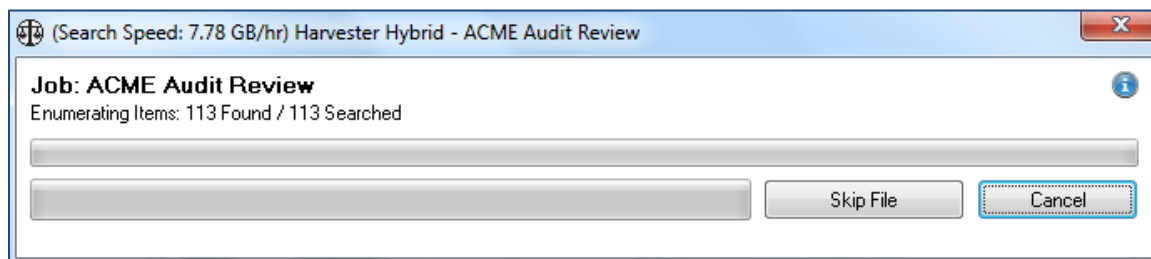 (Search Speed: 7.78 GB/hr) Harvester Hybrid - ACME Audit Review
Job: ACME Audit Review
Enumerating Items: 113 Found / 113 Searched
Skip File
Cancel